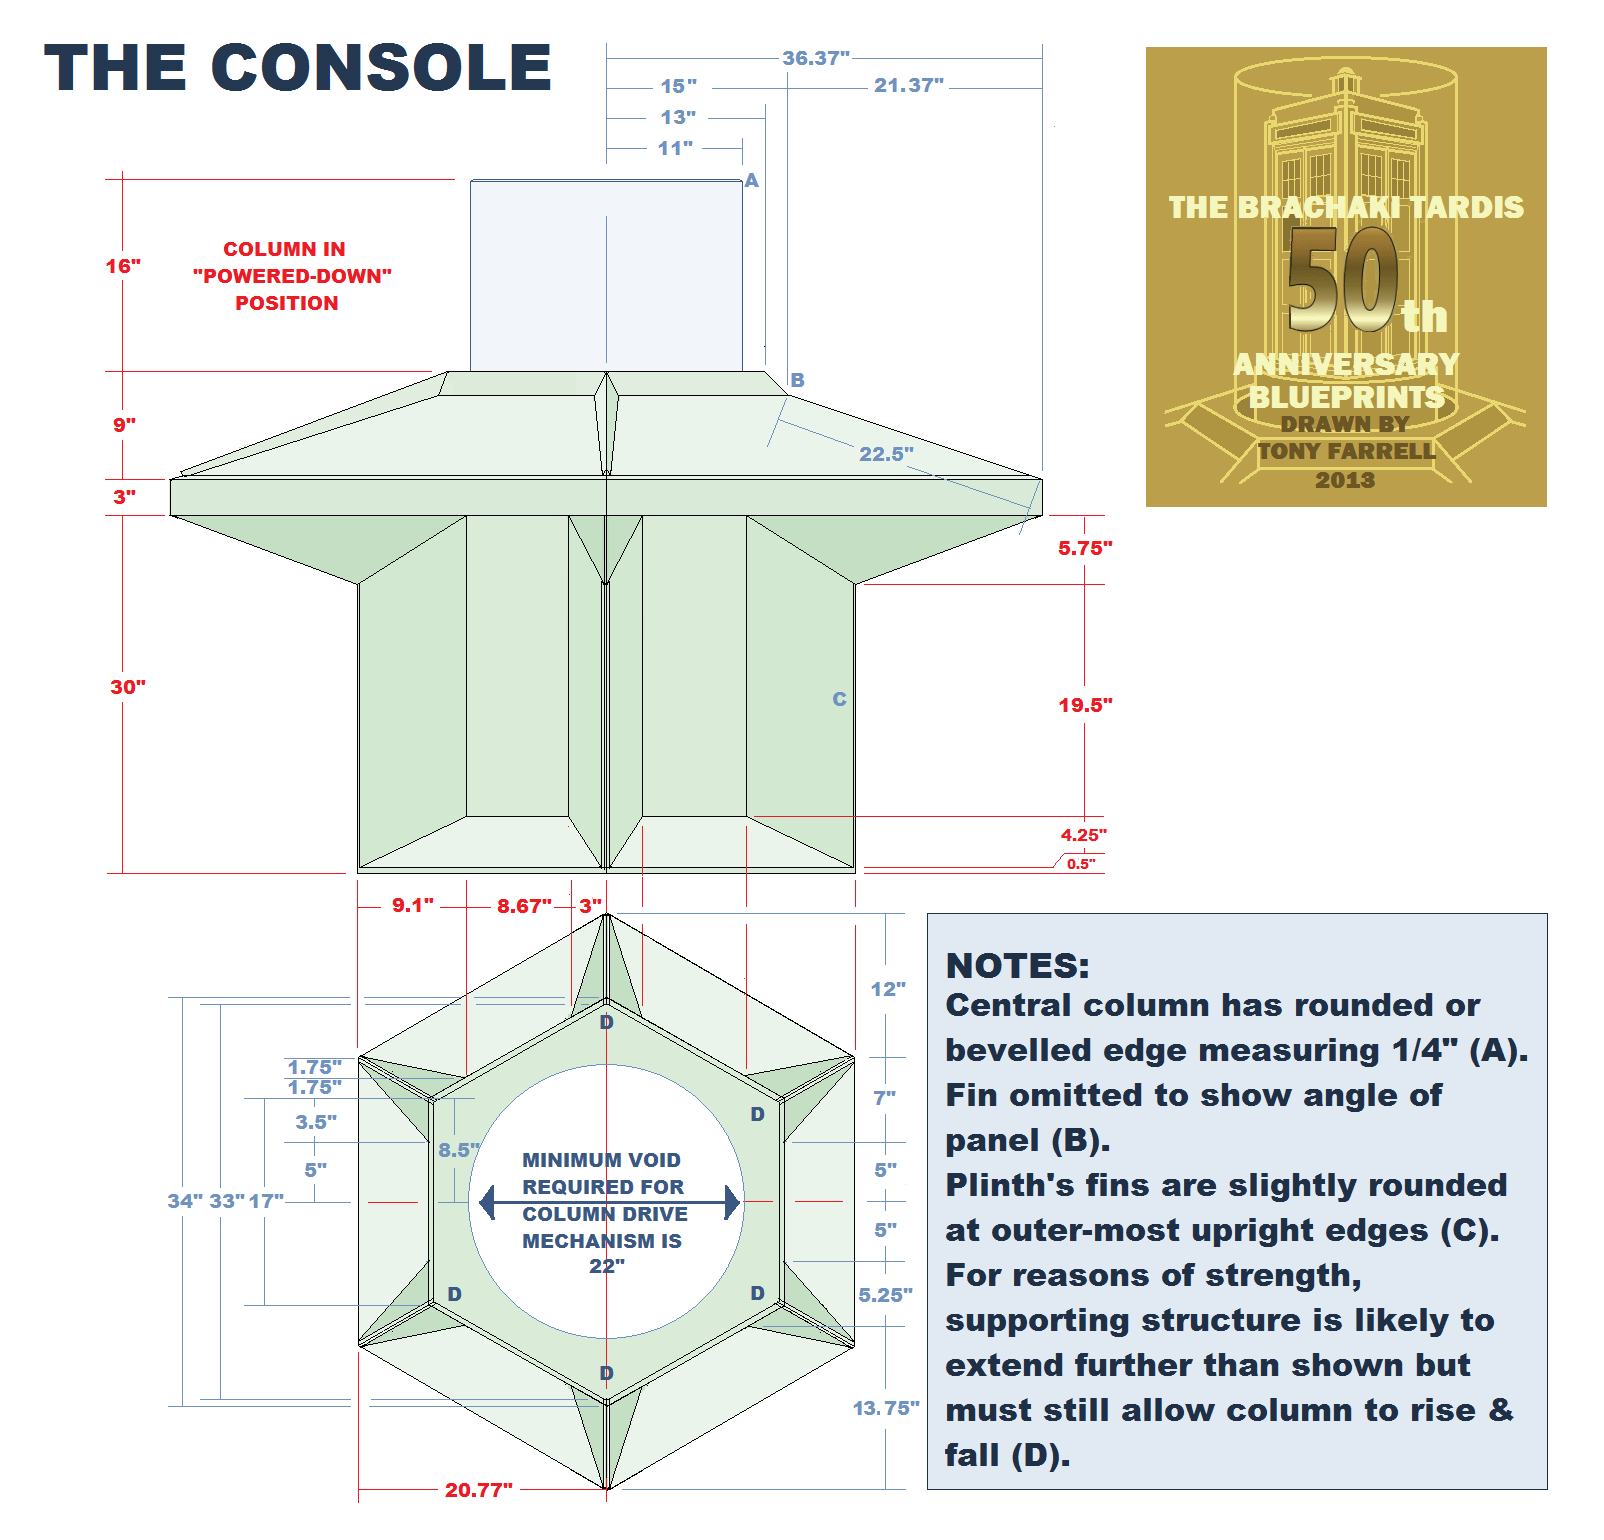 THE CONSOLE
36.37"
15"
21.37"
13"
11"
A
THE BRACHAKI TARDIS
50th
ANNIVERSARY
BLUEPRINTS
DRAWN BY
TONY FARRELL
2013
16"
COLUMN IN
"POWERED-DOWN"
POSITION
B
9"
22.5"
3"
5.75"
30"
C
19.5"
4.25"
0.5"
9.1"
8.67"
3"
12"
D
1.75"
1.75"
3.5"
5"
8.5"
34"
33"
17"
D
7"
5"
5"
5.25"
13.75"
MINIMUM VOID
REQUIRED FOR
COLUMN DRIVE
MECHANISM IS
22"
D
D
D
20.77"
NOTES:
Central column has rounded or
bevelled edge measuring 1/4" (A).
Fin omitted to show angle of
panel (B).
Plinth's fins are slightly rounded
at outer-most upright edges (C).
For reasons of strength,
supporting structure is likely to
extend further than shown but
must still allow column to rise &
fall (D).